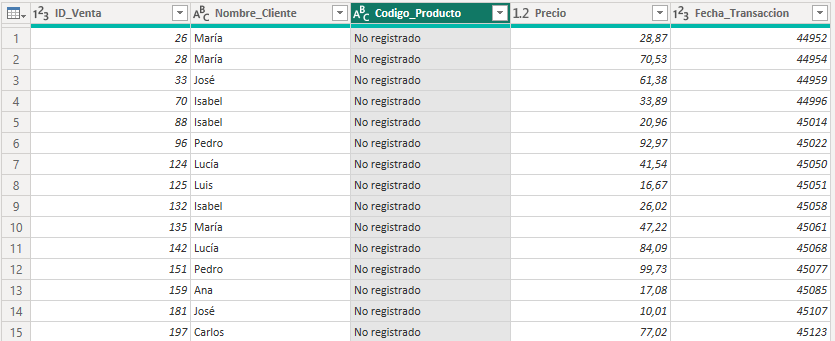 1²3 ID_Venta ABC Nombre_Cliente ABC Codigo_Producto 1.2 Precio 1²3 Fecha_Transaccion
1 26 María No registrado 28,87 44952
2 28 María No registrado 70,53 44954
3 33 José No registrado 61,38 44959
4 70 Isabel No registrado 33,89 44996
5 88 Isabel No registrado 20,96 45014
6 96 Pedro No registrado 92,97 45022
7 124 Lucía No registrado 41,54 45050
8 125 Luis No registrado 16,67 45051
9 132 Isabel No registrado 26,02 45058
10 135 María No registrado 47,22 45061
11 142 Lucía No registrado 84,09 45068
12 151 Pedro No registrado 99,73 45077
13 159 Ana No registrado 17,08 45085
14 181 José No registrado 10,01 45107
15 197 Carlos No registrado 77,02 45123